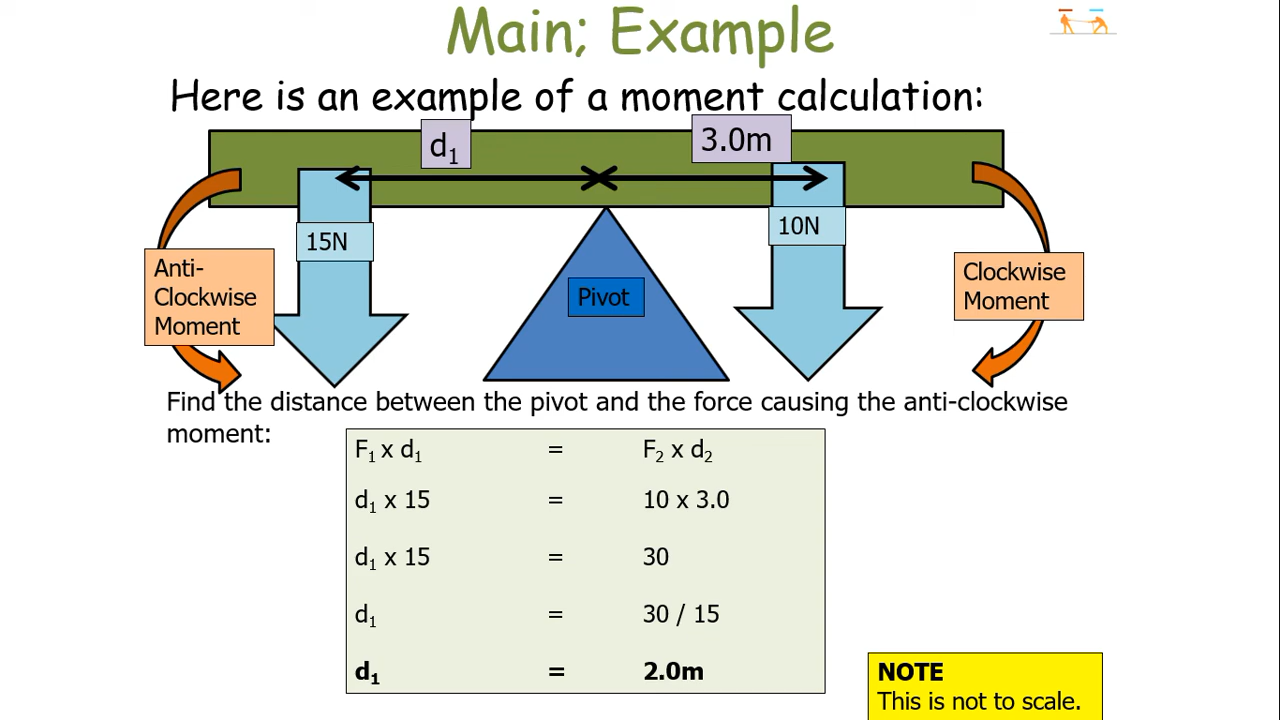 Main; Example
Here is an example of a moment calculation:
d₁
3.0m
15N
10N
Anti-
Clockwise
Moment
Pivot
Clockwise
Moment
Find the distance between the pivot and the force causing the anti-clockwise
moment:
F₁ x d₁ = F₂ x d₂
d₁ x 15 = 10 x 3.0
d₁ x 15 = 30
d₁ = 30 / 15
d₁ = 2.0m
NOTE
This is not to scale.